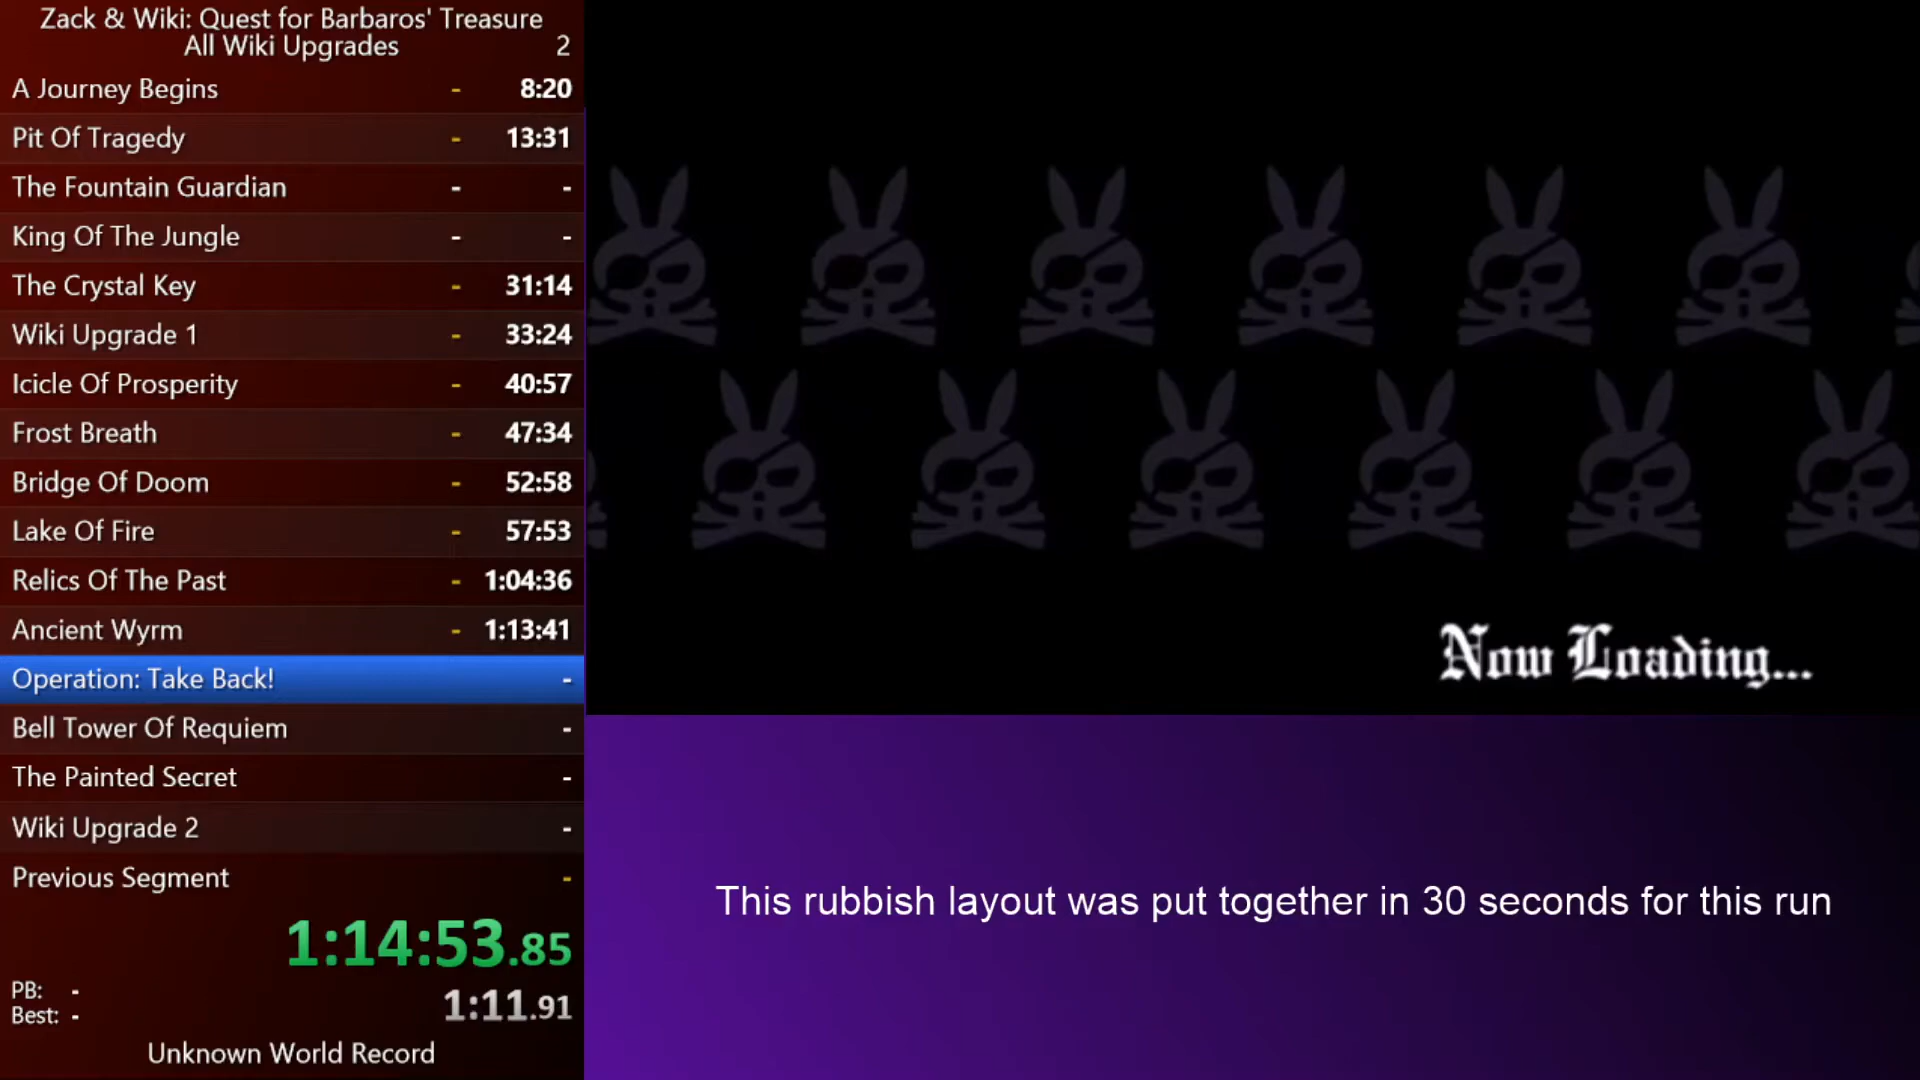 Zack & Wiki: Quest for Barbaros' Treasure
All Wiki Upgrades 2
A Journey Begins - 8:20
Pit Of Tragedy - 13:31
The Fountain Guardian - -
King Of The Jungle - -
The Crystal Key - 31:14
Wiki Upgrade 1 - 33:24
Icicle Of Prosperity - 40:57
Frost Breath - 47:34
Bridge Of Doom - 52:58
Lake Of Fire - 57:53
Relics Of The Past - 1:04:36
Ancient Wyrm - 1:13:41
Operation: Take Back! -
Bell Tower Of Requiem -
The Painted Secret -
Wiki Upgrade 2 -
Previous Segment -
1:14:53.85
PB: -
Best: -
1:11.91
Unknown World Record
Now Loading...
This rubbish layout was put together in 30 seconds for this run